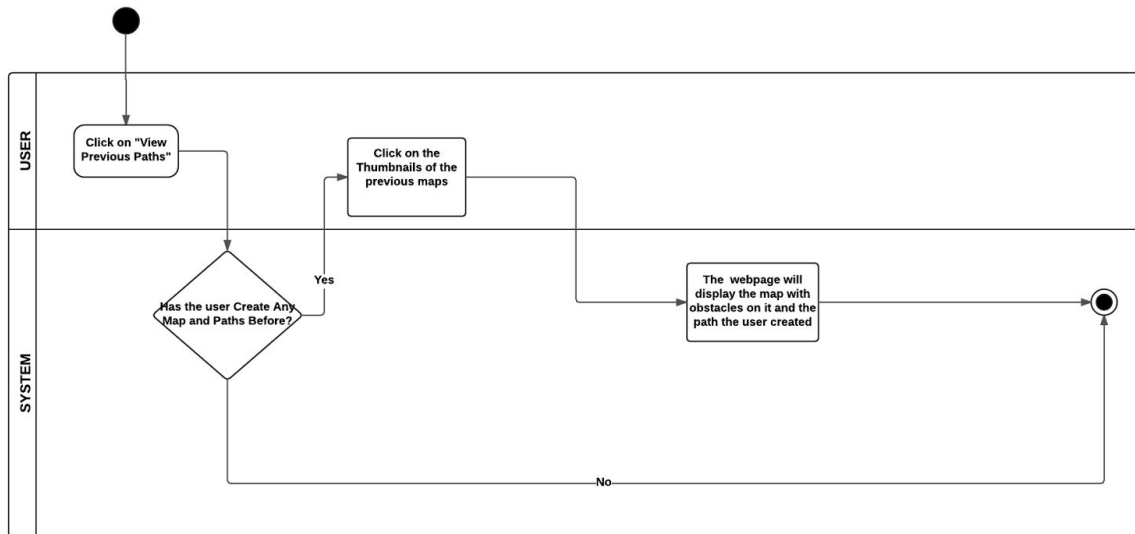 USER
Click on "View
Previous Paths"
Click on the
Thumbnails of the
previous maps
SYSTEM
Has the user Create Any
Map and Paths Before?
Yes
The webpage will
display the map with
obstacles on it and the
path the user created
No